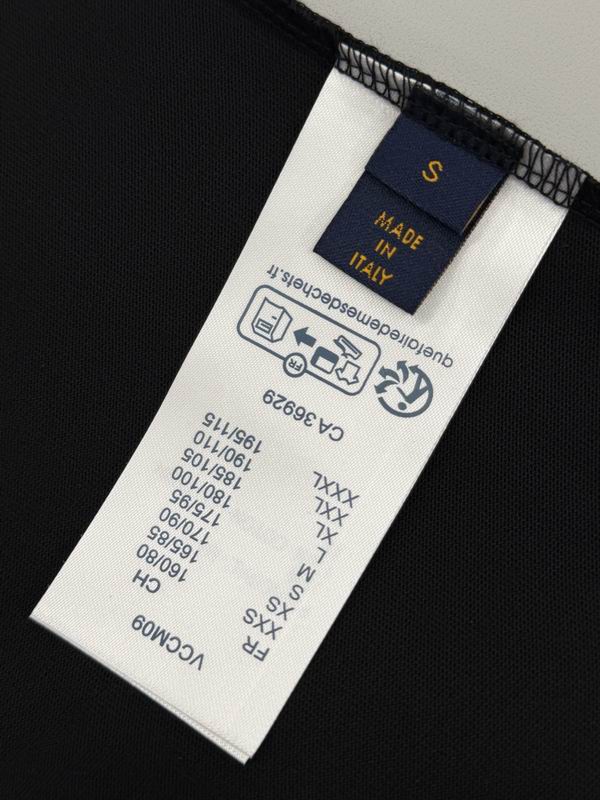 S
MADE
IN
ITALY
VCCM09
FR CH
XXS 160/80
XS 165/85
S 170/90
M 175/95
L 180/100
XL 185/105
XXL 190/110
XXXL 195/115
CA 36929
FR
quefairedemesdechets.fr